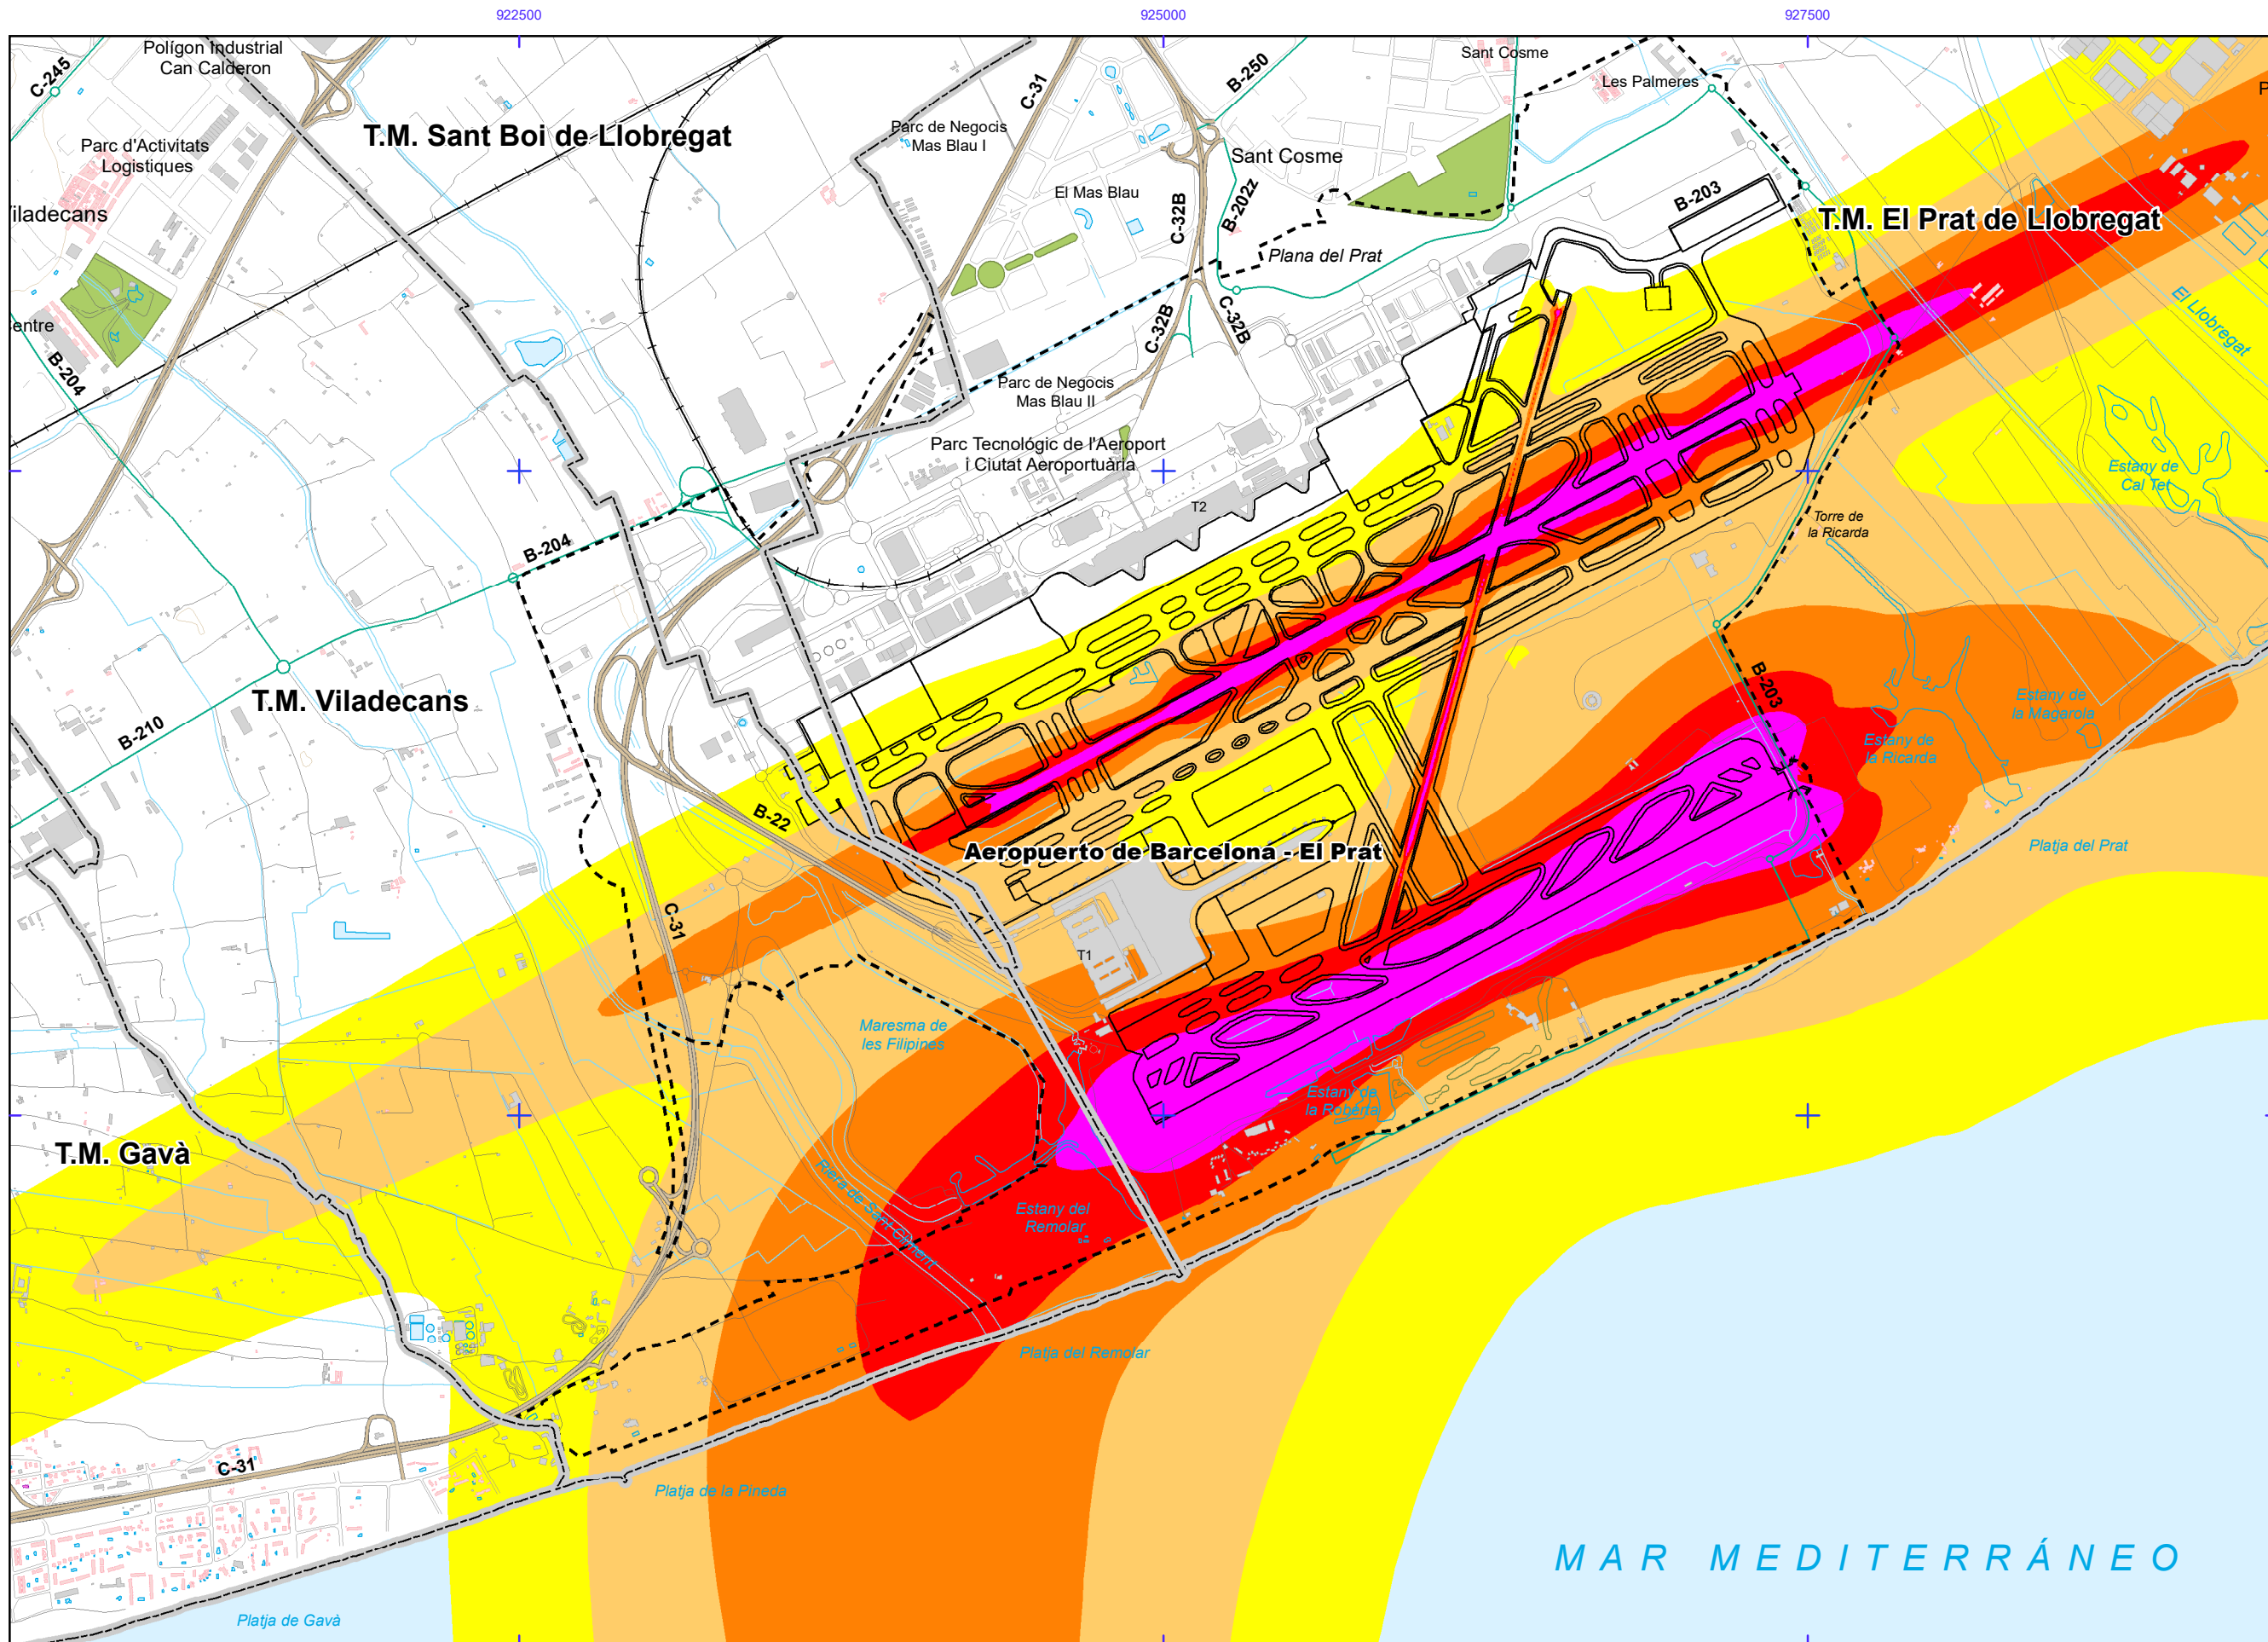 922500
925000
927500
Polígon Industrial
Can Calderon
C-245
Parc d'Activitats
Logístiques
T.M. Sant Boi de Llobregat
C-31
Parc de Negocis
Mas Blau I
B-250
Sant Cosme
Les Palmeres
P
Sant Cosme
El Mas Blau
C-32B
B-202z
B-203
T.M. El Prat de Llobregat
iladecans
Plana del Prat
El Llobregat
entre
B-204
C-32B
C-32B
Parc de Negocis
Mas Blau II
Parc Tecnológic de l'Aeroport
i Ciutat Aeroportuària
T2
Estany de
Cal Tet
Torre de
la Ricarda
B-204
T.M. Viladecans
B-210
B-203
Estany de
la Magarola
Estany de
la Ricarda
B-22
Aeropuerto de Barcelona - El Prat
Platja del Prat
C-31
T1
Maresma de
les Filipines
Estany de
la Roberta
T.M. Gavà
Riera de Sant Climent
Estany del
Remolar
Platja del Remolar
C-31
Platja de la Pineda
MAR MEDITERRÁNEO
Platja de Gavà